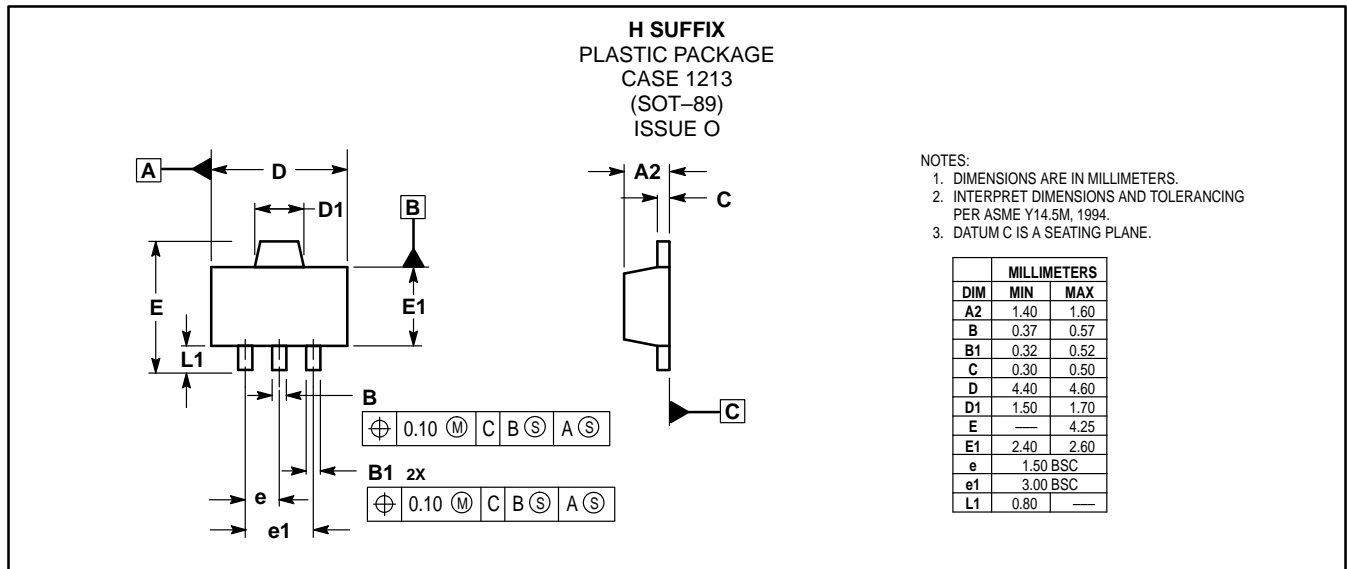 H SUFFIX
PLASTIC PACKAGE
CASE 1213
(SOT–89)
ISSUE O
A
D
D1
B
E
E1
L1
B
⌖ 0.10 Ⓜ C B Ⓢ A Ⓢ
B1 2X
⌖ 0.10 Ⓜ C B Ⓢ A Ⓢ
e
e1
A2
C
C
NOTES:
1. DIMENSIONS ARE IN MILLIMETERS.
2. INTERPRET DIMENSIONS AND TOLERANCING
PER ASME Y14.5M, 1994.
3. DATUM C IS A SEATING PLANE.
MILLIMETERS
DIM MIN MAX
A2 1.40 1.60
B 0.37 0.57
B1 0.32 0.52
C 0.30 0.50
D 4.40 4.60
D1 1.50 1.70
E ––– 4.25
E1 2.40 2.60
e 1.50 BSC
e1 3.00 BSC
L1 0.80 –––